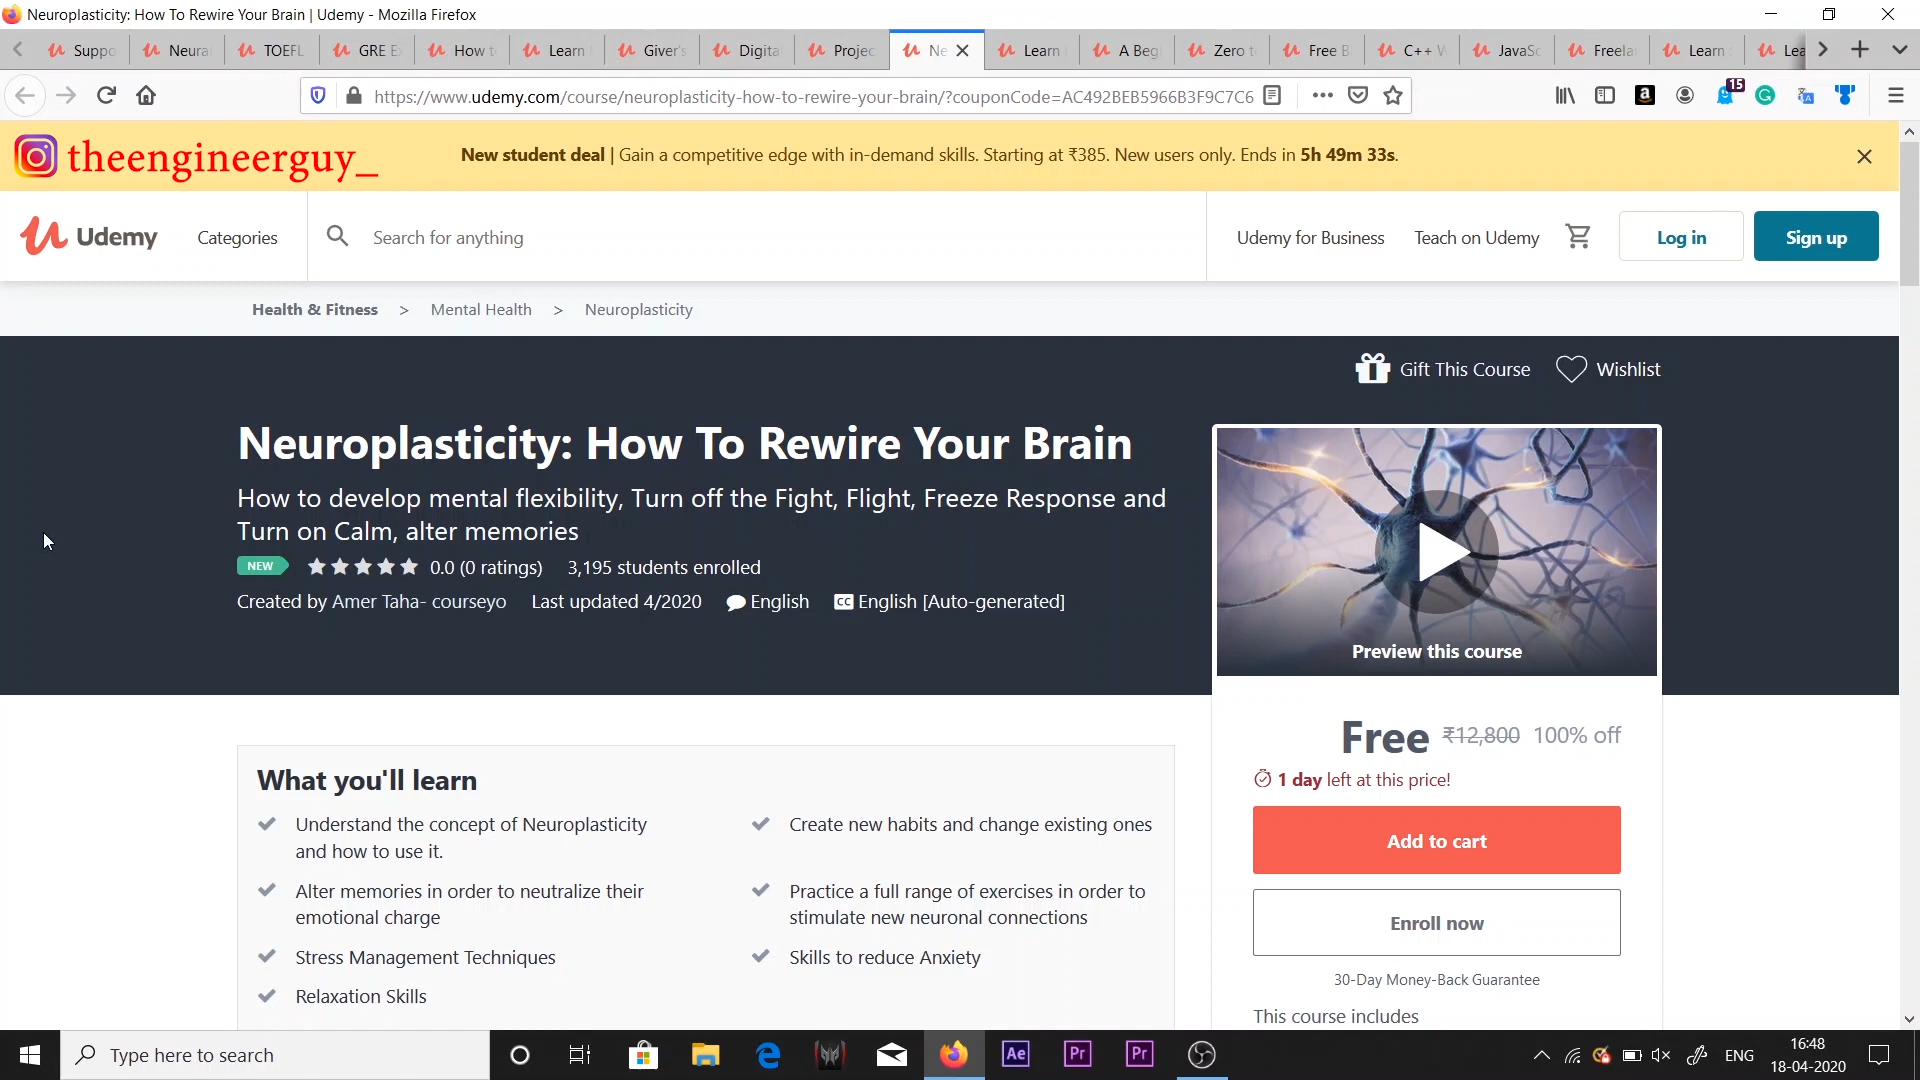 Neuroplasticity: How To Rewire Your Brain | Udemy - Mozilla Firefox
Suppo Neura TOEFL GRE E How t Learn Giver's Digita Projec Ne Learn A Beg Zero t Free B C++ V JavaSc Freela Learn Lea
https://www.udemy.com/course/neuroplasticity-how-to-rewire-your-brain/?couponCode=AC492BEB5966B3F9C7C6
15
theengineerguy_
New student deal | Gain a competitive edge with in-demand skills. Starting at ₹385. New users only. Ends in 5h 49m 33s.
Udemy Categories Search for anything Udemy for Business Teach on Udemy Log in Sign up
Health & Fitness > Mental Health > Neuroplasticity
Gift This Course Wishlist
Neuroplasticity: How To Rewire Your Brain
How to develop mental flexibility, Turn off the Fight, Flight, Freeze Response and
Turn on Calm, alter memories
NEW 0.0 (0 ratings) 3,195 students enrolled
Created by Amer Taha- courseyo Last updated 4/2020 English CC English [Auto-generated]
Preview this course
Free ₹12,800 100% off
1 day left at this price!
Add to cart
Enroll now
30-Day Money-Back Guarantee
This course includes
What you'll learn
Understand the concept of Neuroplasticity
and how to use it.
Create new habits and change existing ones
Alter memories in order to neutralize their
emotional charge
Practice a full range of exercises in order to
stimulate new neuronal connections
Stress Management Techniques
Skills to reduce Anxiety
Relaxation Skills
Type here to search
Ae Pr Pr
ENG
16:48
18-04-2020